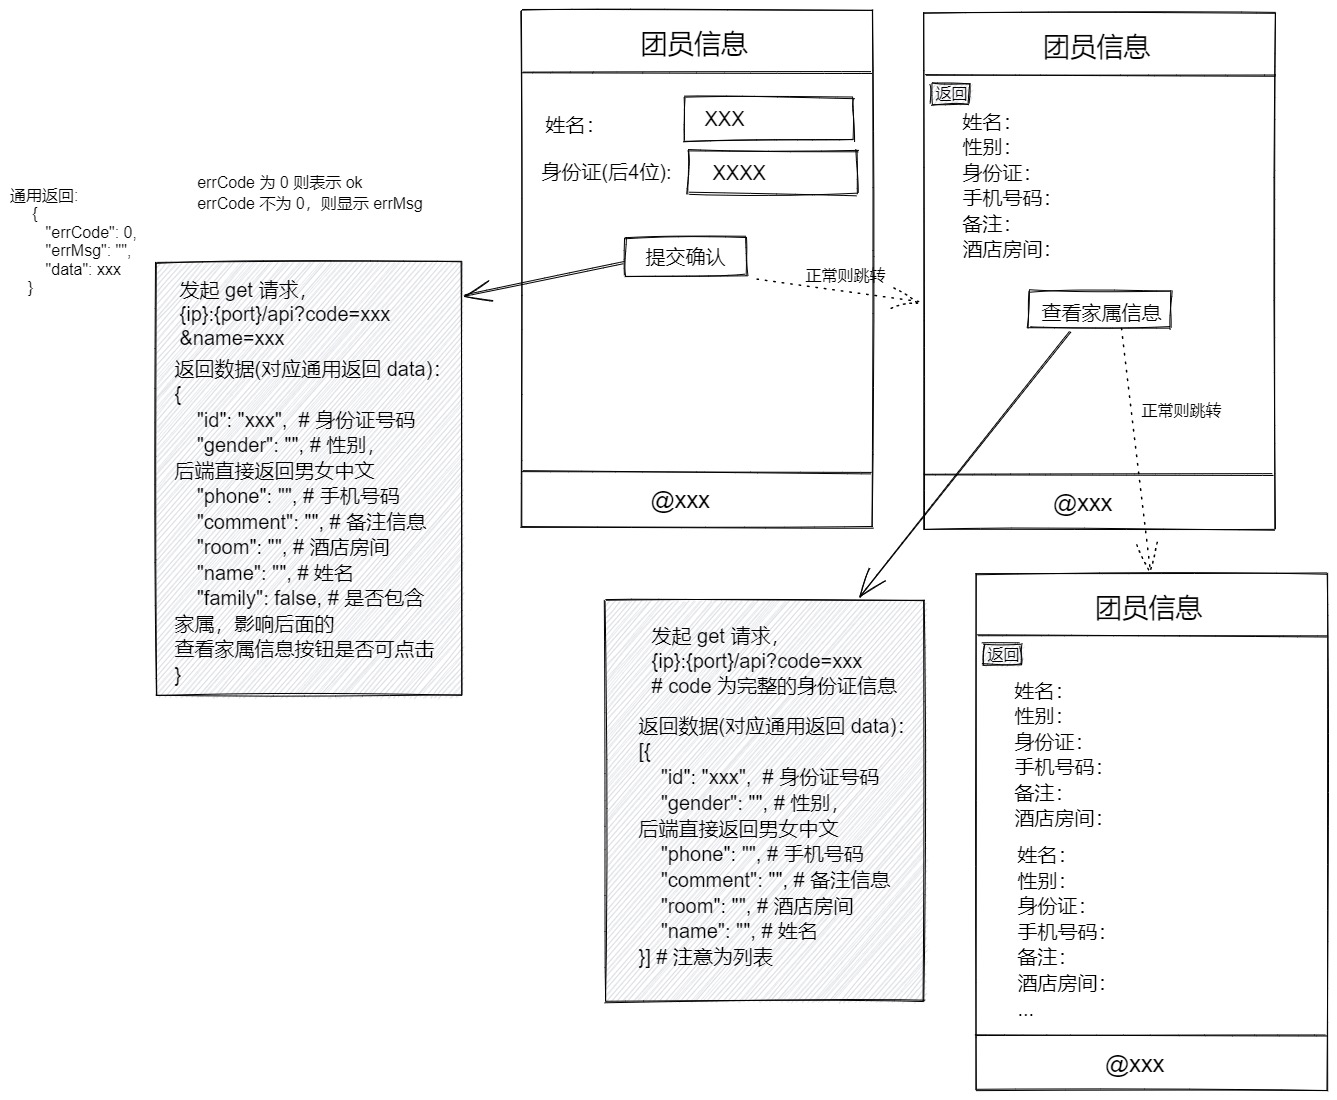 通用返回:
{
"errCode": 0,
"errMsg": "",
"data": xxx
}
errCode 为 0 则表示 ok
errCode 不为 0，则显示 errMsg
团员信息
姓名：
XXX
身份证(后4位):
XXXX
提交确认
@xxx
正常则跳转
发起 get 请求，
{ip}:{port}/api?code=xxx
&name=xxx
返回数据(对应通用返回 data)：
{
"id": "xxx",  # 身份证号码
"gender": "", # 性别，
后端直接返回男女中文
"phone": "", # 手机号码
"comment": "", # 备注信息
"room": "", # 酒店房间
"name": "", # 姓名
"family": false, # 是否包含
家属，影响后面的
查看家属信息按钮是否可点击
}
团员信息
返回
姓名：
性别：
身份证：
手机号码：
备注：
酒店房间：
查看家属信息
正常则跳转
@xxx
发起 get 请求，
{ip}:{port}/api?code=xxx
# code 为完整的身份证信息
返回数据(对应通用返回 data)：
[{
"id": "xxx",  # 身份证号码
"gender": "", # 性别，
后端直接返回男女中文
"phone": "", # 手机号码
"comment": "", # 备注信息
"room": "", # 酒店房间
"name": "", # 姓名
}] # 注意为列表
团员信息
返回
姓名：
性别：
身份证：
手机号码：
备注：
酒店房间：
姓名：
性别：
身份证：
手机号码：
备注：
酒店房间：
...
@xxx